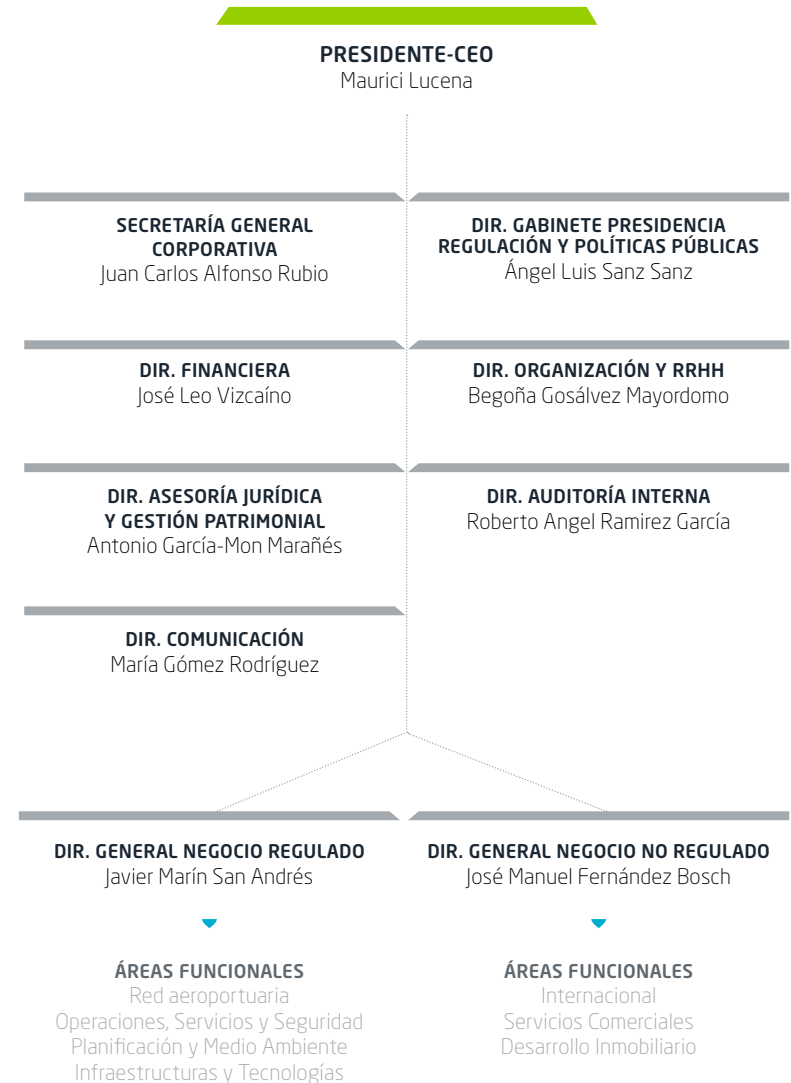 PRESIDENTE-CEO
Maurici Lucena
SECRETARÍA GENERAL
CORPORATIVA
Juan Carlos Alfonso Rubio
DIR. GABINETE PRESIDENCIA
REGULACIÓN Y POLÍTICAS PÚBLICAS
Ángel Luis Sanz Sanz
DIR. FINANCIERA
José Leo Vizcaíno
DIR. ORGANIZACIÓN Y RRHH
Begoña Gosálvez Mayordomo
DIR. ASESORÍA JURÍDICA
Y GESTIÓN PATRIMONIAL
Antonio García-Mon Marañés
DIR. AUDITORÍA INTERNA
Roberto Angel Ramirez García
DIR. COMUNICACIÓN
María Gómez Rodríguez
DIR. GENERAL NEGOCIO REGULADO
Javier Marín San Andrés
DIR. GENERAL NEGOCIO NO REGULADO
José Manuel Fernández Bosch
ÁREAS FUNCIONALES
Red aeroportuaria
Operaciones, Servicios y Seguridad
Planificación y Medio Ambiente
Infraestructuras y Tecnologías
ÁREAS FUNCIONALES
Internacional
Servicios Comerciales
Desarrollo Inmobiliario